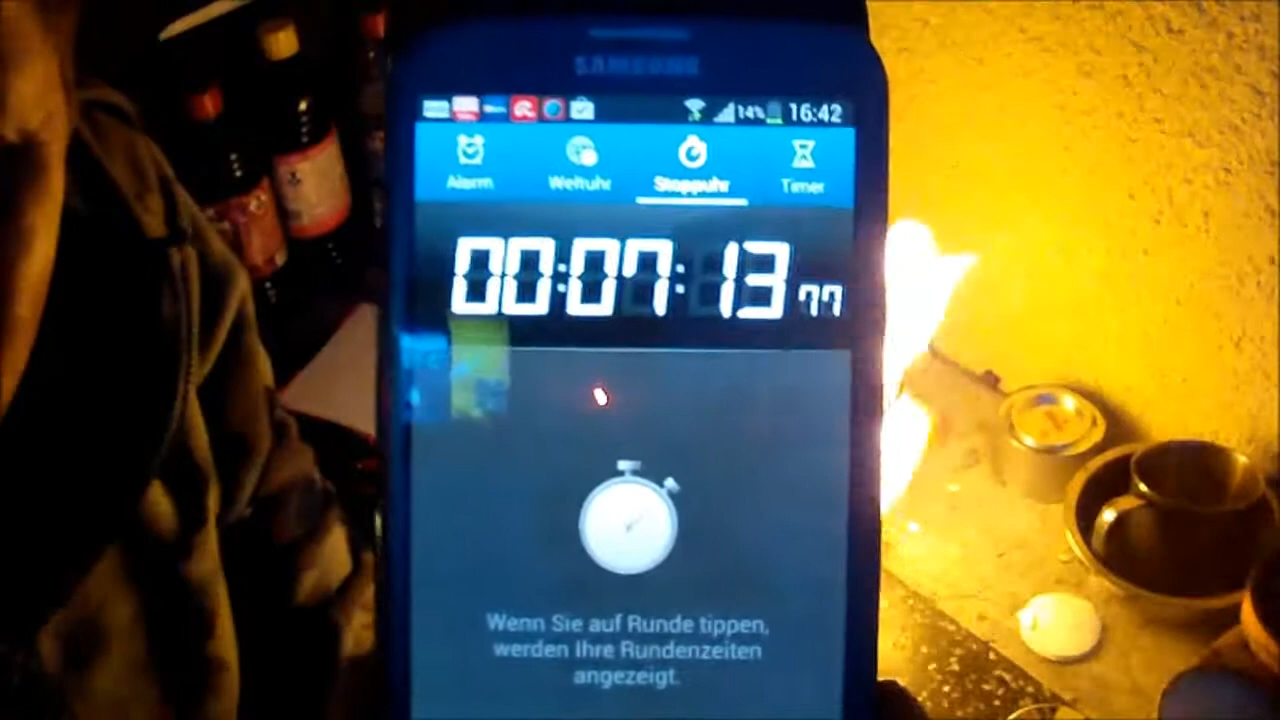 SAMSUNG
14% 16:42
Alarm Weltuhr Stoppuhr Timer
00:07:13 77
Wenn Sie auf Runde tippen,
werden Ihre Rundenzeiten
angezeigt.